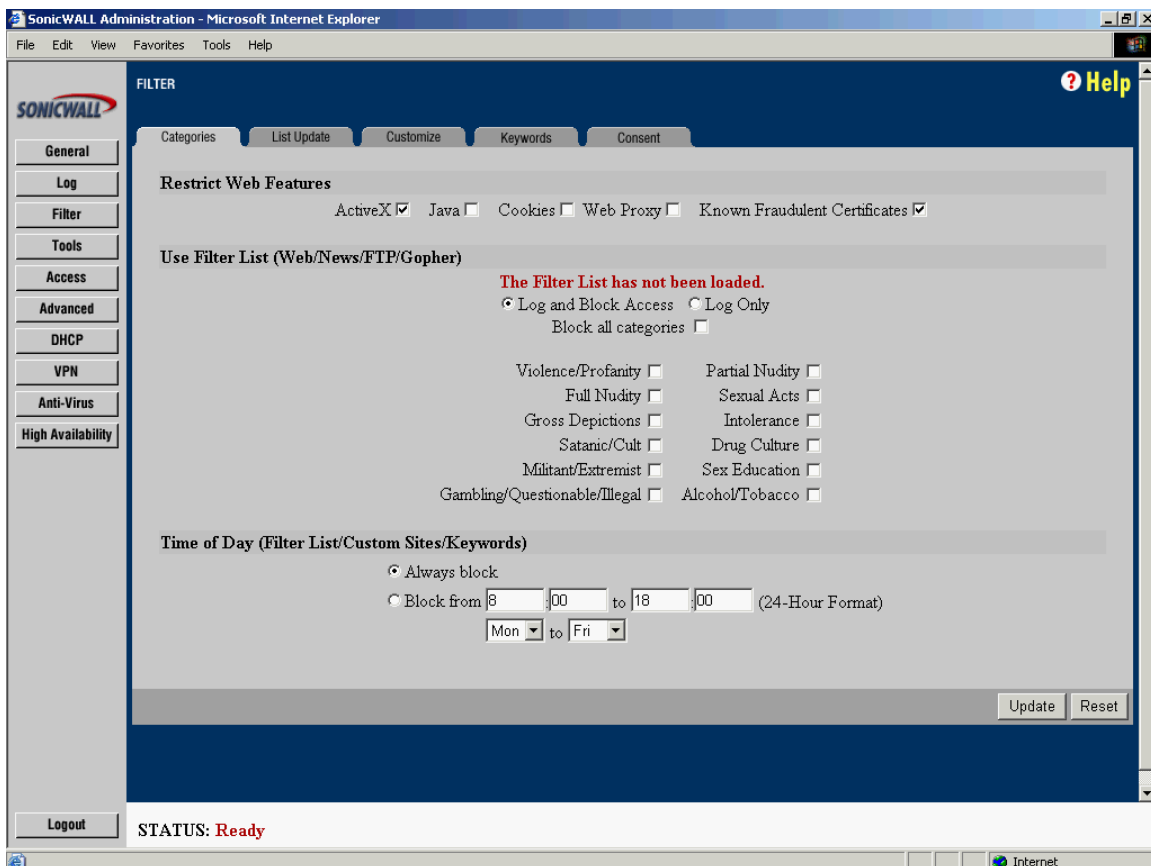 SonicWALL Administration - Microsoft Internet Explorer
File Edit View Favorites Tools Help
SONICWALL
FILTER
? Help
Categories List Update Customize Keywords Consent
General
Log
Filter
Tools
Access
Advanced
DHCP
VPN
Anti-Virus
High Availability
Restrict Web Features
ActiveX Java Cookies Web Proxy Known Fraudulent Certificates
Use Filter List (Web/News/FTP/Gopher)
The Filter List has not been loaded.
Log and Block Access Log Only
Block all categories
Violence/Profanity Partial Nudity
Full Nudity Sexual Acts
Gross Depictions Intolerance
Satanic/Cult Drug Culture
Militant/Extremist Sex Education
Gambling/Questionable/Illegal Alcohol/Tobacco
Time of Day (Filter List/Custom Sites/Keywords)
Always block
Block from 8 :00 to 18 :00 (24-Hour Format)
Mon to Fri
Update Reset
Logout
STATUS: Ready
Internet